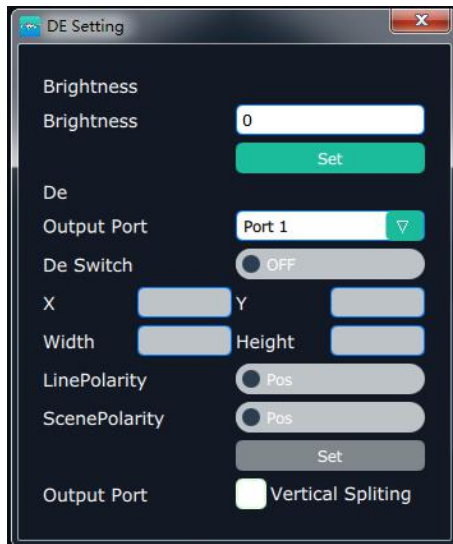 DE Setting
Brightness
Brightness 0
Set
De
Output Port Port 1
De Switch OFF
X Y
Width Height
LinePolarity Pos
ScenePolarity Pos
Set
Output Port Vertical Spliting